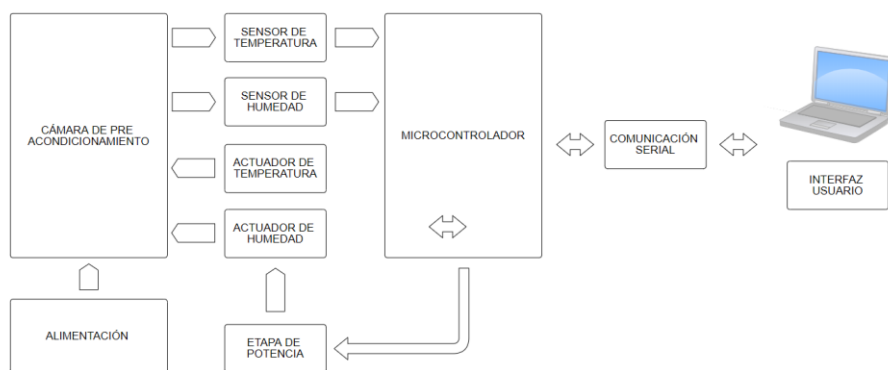 SENSOR DE
TEMPERATURA
SENSOR DE
HUMEDAD
CÁMARA DE PRE
ACONDICIONAMIENTO
MICROCONTROLADOR
COMUNICACIÓN
SERIAL
ACTUADOR DE
TEMPERATURA
INTERFAZ
USUARIO
ACTUADOR DE
HUMEDAD
ALIMENTACIÓN
ETAPA DE
POTENCIA